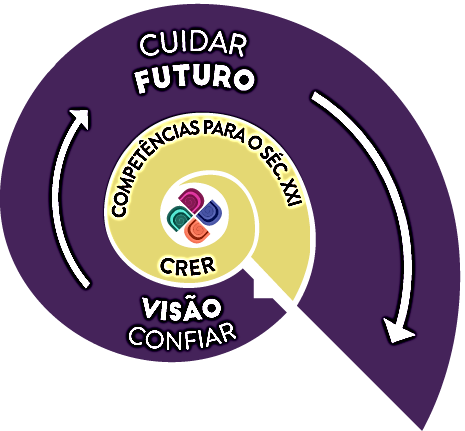 CUIDAR
FUTURO
COMPETÊNCIAS PARA O SÉC. XXI
CRER
VISÃO
CONFIAR